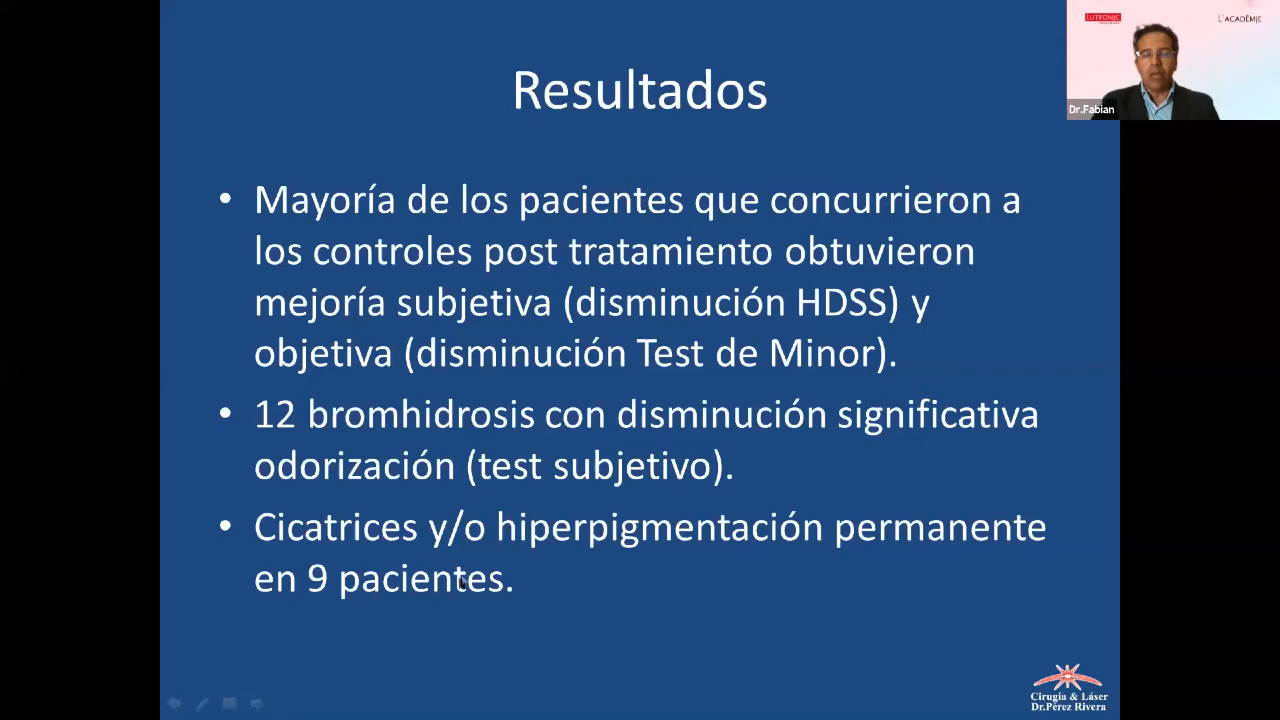 Resultados
• Mayoría de los pacientes que concurrieron a
los controles post tratamiento obtuvieron
mejoría subjetiva (disminución HDSS) y
objetiva (disminución Test de Minor).
• 12 bromhidrosis con disminución significativa
odorización (test subjetivo).
• Cicatrices y/o hiperpigmentación permanente
en 9 pacientes.
LUTRONIC
L'ACADÉMIE
Dr.Fabian
Cirugía & Láser
Dr.Pérez Rivera